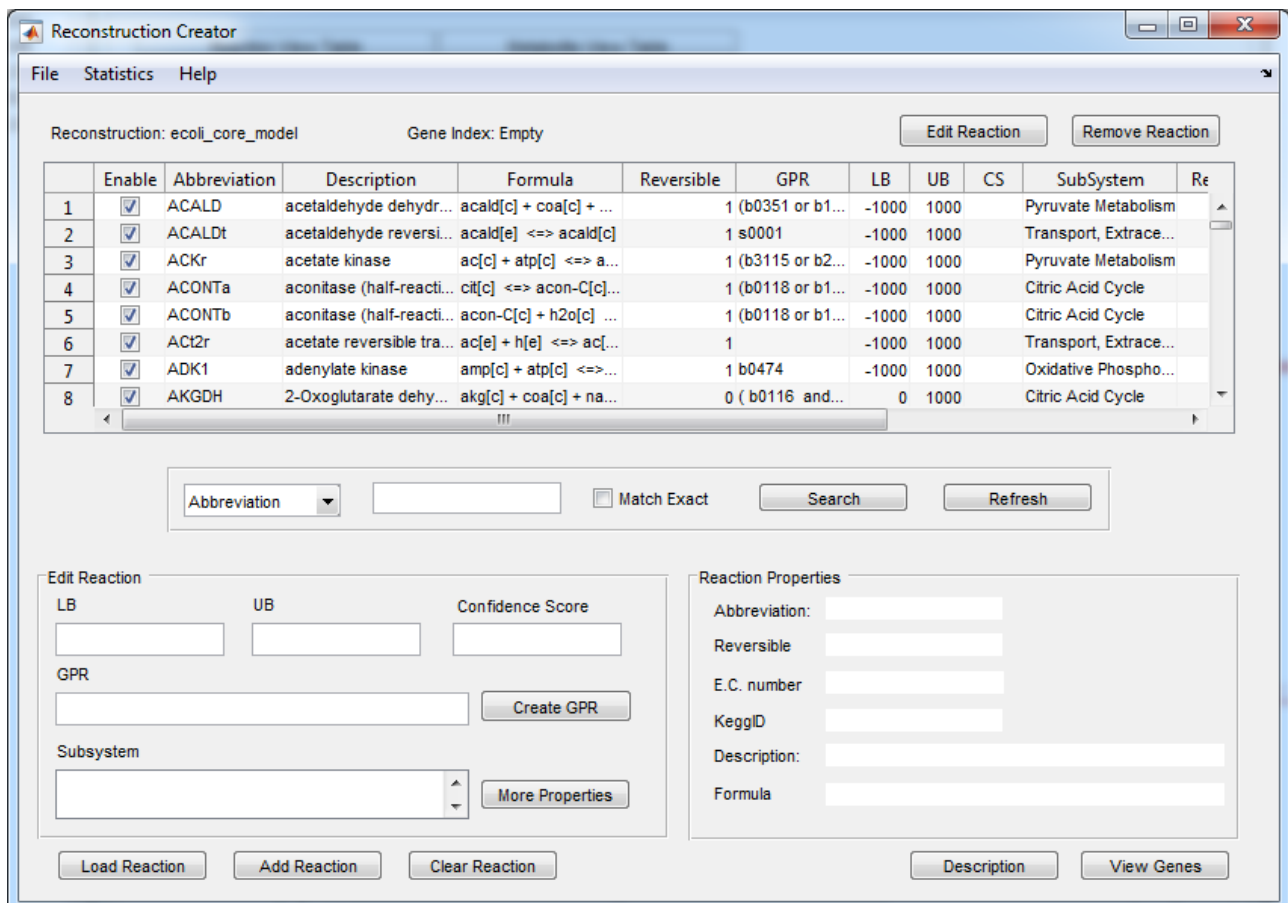 Reconstruction Creator
File Statistics Help
Reconstruction: ecoli_core_model Gene Index: Empty Edit Reaction Remove Reaction
Enable Abbreviation Description Formula Reversible GPR LB UB CS SubSystem Re
1 ACALD acetaldehyde dehydr... acald[c] + coa[c] + ... 1 (b0351 or b1... -1000 1000 Pyruvate Metabolism
2 ACALDt acetaldehyde reversi... acald[e] <=> acald[c] 1 s0001 -1000 1000 Transport, Extrace...
3 ACKr acetate kinase ac[c] + atp[c] <=> a... 1 (b3115 or b2... -1000 1000 Pyruvate Metabolism
4 ACONTa aconitase (half-reacti... cit[c] <=> acon-C[c]... 1 (b0118 or b1... -1000 1000 Citric Acid Cycle
5 ACONTb aconitase (half-reacti... acon-C[c] + h2o[c] ... 1 (b0118 or b1... -1000 1000 Citric Acid Cycle
6 ACt2r acetate reversible tra... ac[e] + h[e] <=> ac[... 1 -1000 1000 Transport, Extrace...
7 ADK1 adenylate kinase amp[c] + atp[c] <=>... 1 b0474 -1000 1000 Oxidative Phospho...
8 AKGDH 2-Oxoglutarate dehy... akg[c] + coa[c] + na... 0 ( b0116 and... 0 1000 Citric Acid Cycle
Abbreviation Match Exact Search Refresh
Edit Reaction
LB UB Confidence Score
GPR
Create GPR
Subsystem
More Properties
Reaction Properties
Abbreviation:
Reversible
E.C. number
KeggID
Description:
Formula
Load Reaction Add Reaction Clear Reaction Description View Genes